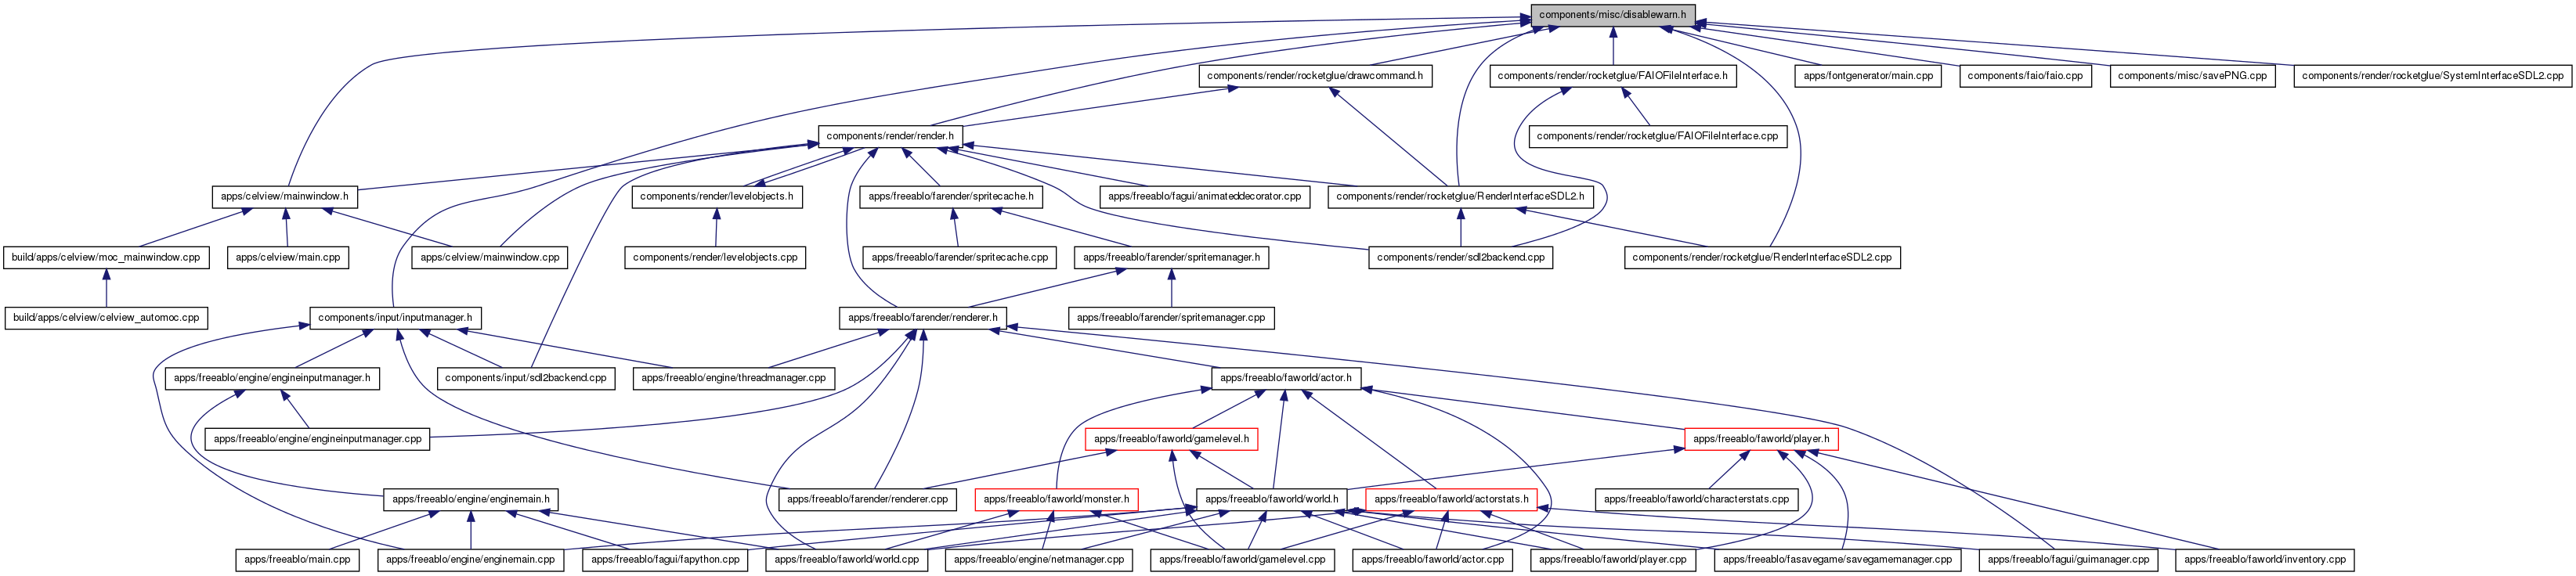 components/misc/disablewarn.h
components/render/rocketglue/drawcommand.h
components/render/rocketglue/FAIOFileInterface.h
apps/fontgenerator/main.cpp
components/faio/faio.cpp
components/misc/savePNG.cpp
components/render/rocketglue/SystemInterfaceSDL2.cpp
components/render/render.h
components/render/rocketglue/FAIOFileInterface.cpp
apps/celview/mainwindow.h
components/render/levelobjects.h
apps/freeablo/farender/spritecache.h
apps/freeablo/fagui/animateddecorator.cpp
components/render/rocketglue/RenderInterfaceSDL2.h
build/apps/celview/moc_mainwindow.cpp
apps/celview/main.cpp
apps/celview/mainwindow.cpp
components/render/levelobjects.cpp
apps/freeablo/farender/spritecache.cpp
apps/freeablo/farender/spritemanager.h
components/render/sdl2backend.cpp
components/render/rocketglue/RenderInterfaceSDL2.cpp
build/apps/celview/celview_automoc.cpp
components/input/inputmanager.h
apps/freeablo/farender/renderer.h
apps/freeablo/farender/spritemanager.cpp
apps/freeablo/engine/engineinputmanager.h
components/input/sdl2backend.cpp
apps/freeablo/engine/threadmanager.cpp
apps/freeablo/faworld/actor.h
apps/freeablo/engine/engineinputmanager.cpp
apps/freeablo/faworld/gamelevel.h
apps/freeablo/faworld/player.h
apps/freeablo/engine/enginemain.h
apps/freeablo/farender/renderer.cpp
apps/freeablo/faworld/monster.h
apps/freeablo/faworld/world.h
apps/freeablo/faworld/actorstats.h
apps/freeablo/faworld/characterstats.cpp
apps/freeablo/main.cpp
apps/freeablo/engine/enginemain.cpp
apps/freeablo/fagui/fapython.cpp
apps/freeablo/faworld/world.cpp
apps/freeablo/engine/netmanager.cpp
apps/freeablo/faworld/gamelevel.cpp
apps/freeablo/faworld/actor.cpp
apps/freeablo/faworld/player.cpp
apps/freeablo/fasavegame/savegamemanager.cpp
apps/freeablo/fagui/guimanager.cpp
apps/freeablo/faworld/inventory.cpp